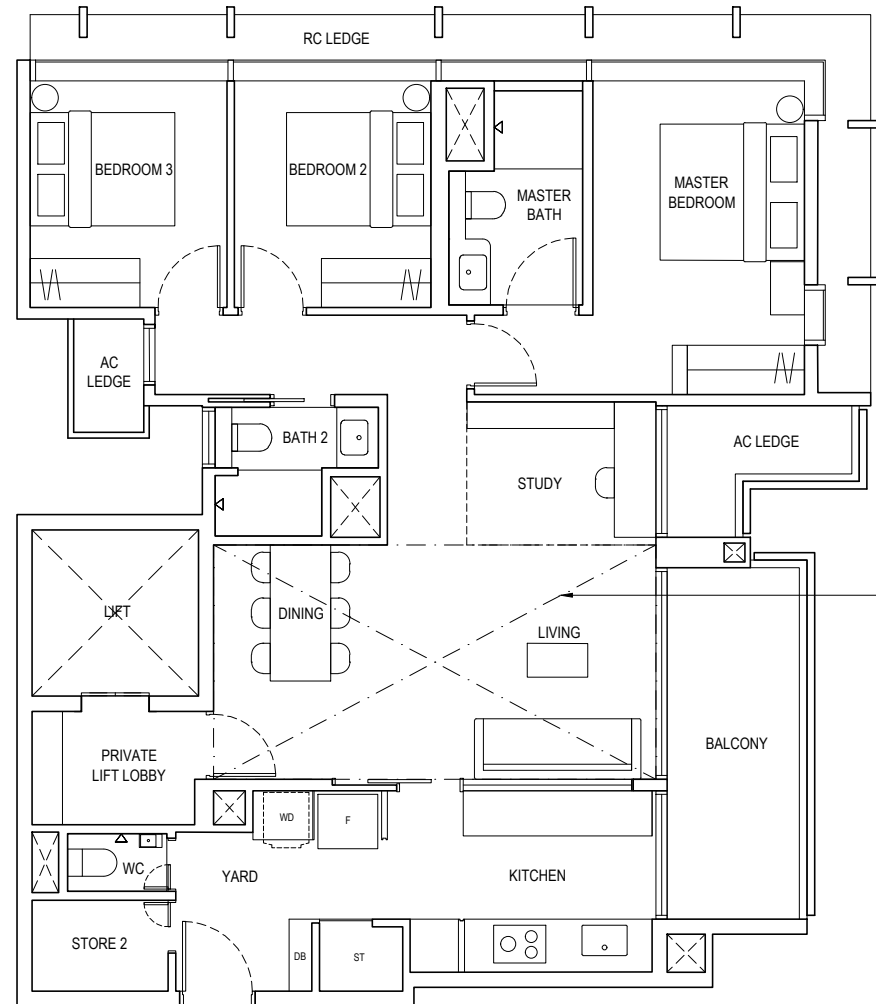 RC LEDGE
BEDROOM 3
BEDROOM 2
MASTER
BATH
MASTER
BEDROOM
AC
LEDGE
BATH 2
STUDY
AC LEDGE
LIFT
DINING
LIVING
PRIVATE
LIFT LOBBY
BALCONY
WD
F
WC
YARD
KITCHEN
STORE 2
DB
ST